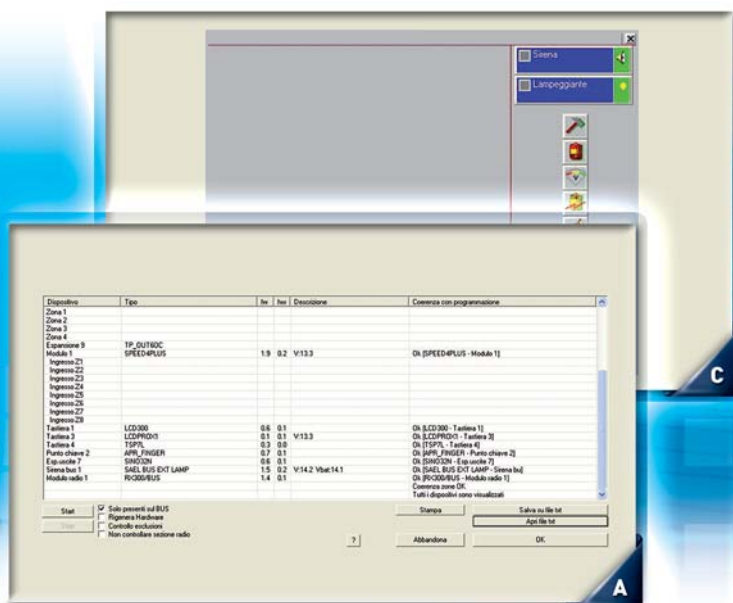 Sirena
Lampeggiante
C
Dispositivo Tipo hw fw Descrizione Coerenza con programmazione
Zona 1
Zona 2
Zona 3
Zona 4
Espansione 9 TP_OUT6DC
Modulo 1 SPEED4PLUS 1.9 0.2 V:13.3 Ok [SPEED4PLUS - Modulo 1]
Ingresso Z1
Ingresso Z2
Ingresso Z3
Ingresso Z4
Ingresso Z5
Ingresso Z6
Ingresso Z7
Ingresso Z8
Tastiera 1 LCD300 0.6 0.1 Ok [LCD300 - Tastiera 1]
Tastiera 3 LCDPROX1 0.1 0.1 V:13.3 Ok [LCDPROX1 - Tastiera 3]
Tastiera 4 TSP7L 0.3 0.0 Ok [TSP7L - Tastiera 4]
Punto chiave 2 APR_FINGER 0.7 0.1 Ok [APR_FINGER - Punto chiave 2]
Esp.uscite 7 SINO32N 0.6 0.1 Ok [SINO32N - Esp.uscite 7]
Sirena bus 1 SAEL BUS EXT LAMP 1.5 0.2 V:14.2 Vbat:14.1 Ok [SAEL BUS EXT LAMP - Sirena bu]
Modulo radio 1 RX300/BUS 1.4 0.1 Ok [RX300/BUS - Modulo radio 1]
Coerenza zone OK.
Tutti i dispositivi sono visualizzati
Start Solo presenti sul BUS Stampa Salva su file txt
Rigenera Hardware Apri file txt
Stop Controllo esclusioni
Non controllare sezione radio ? Abbandona OK
A